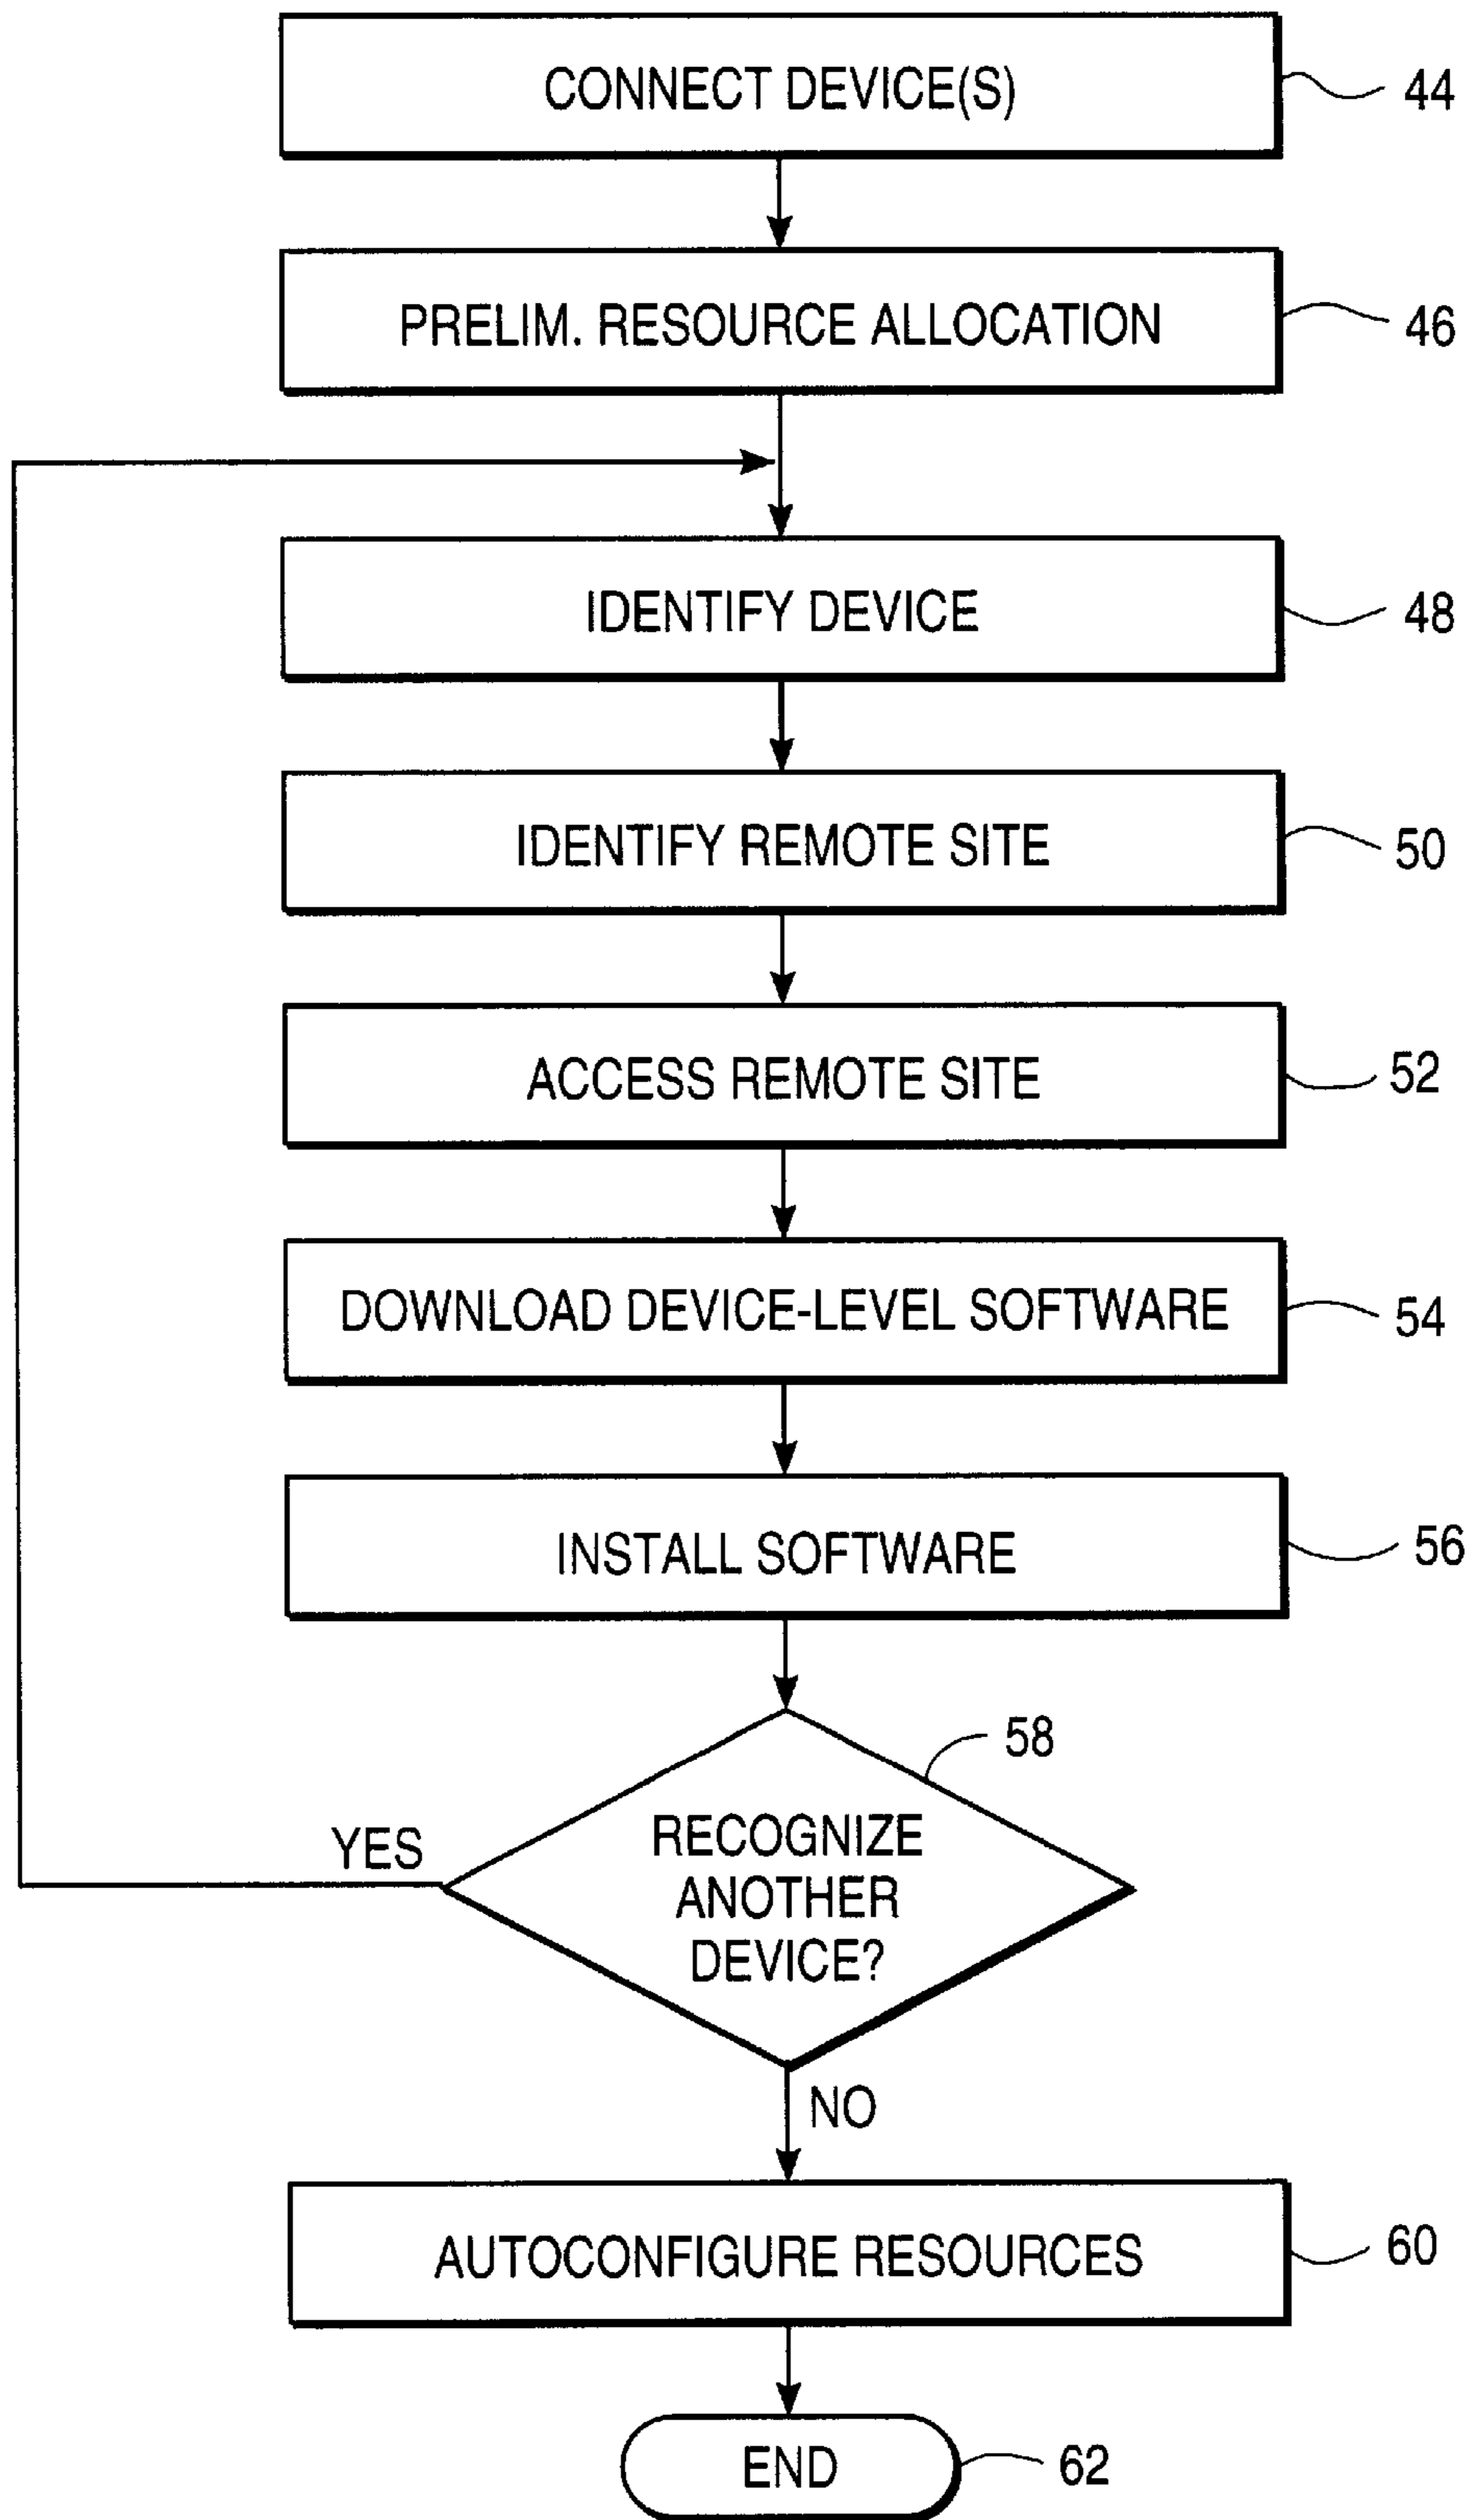 CONNECT DEVICE(S)
44
PRELIM. RESOURCE ALLOCATION
46
IDENTIFY DEVICE
48
IDENTIFY REMOTE SITE
50
ACCESS REMOTE SITE
52
DOWNLOAD DEVICE-LEVEL SOFTWARE
54
INSTALL SOFTWARE
56
58
RECOGNIZE
ANOTHER
DEVICE?
YES
NO
AUTOCONFIGURE RESOURCES
60
END
62